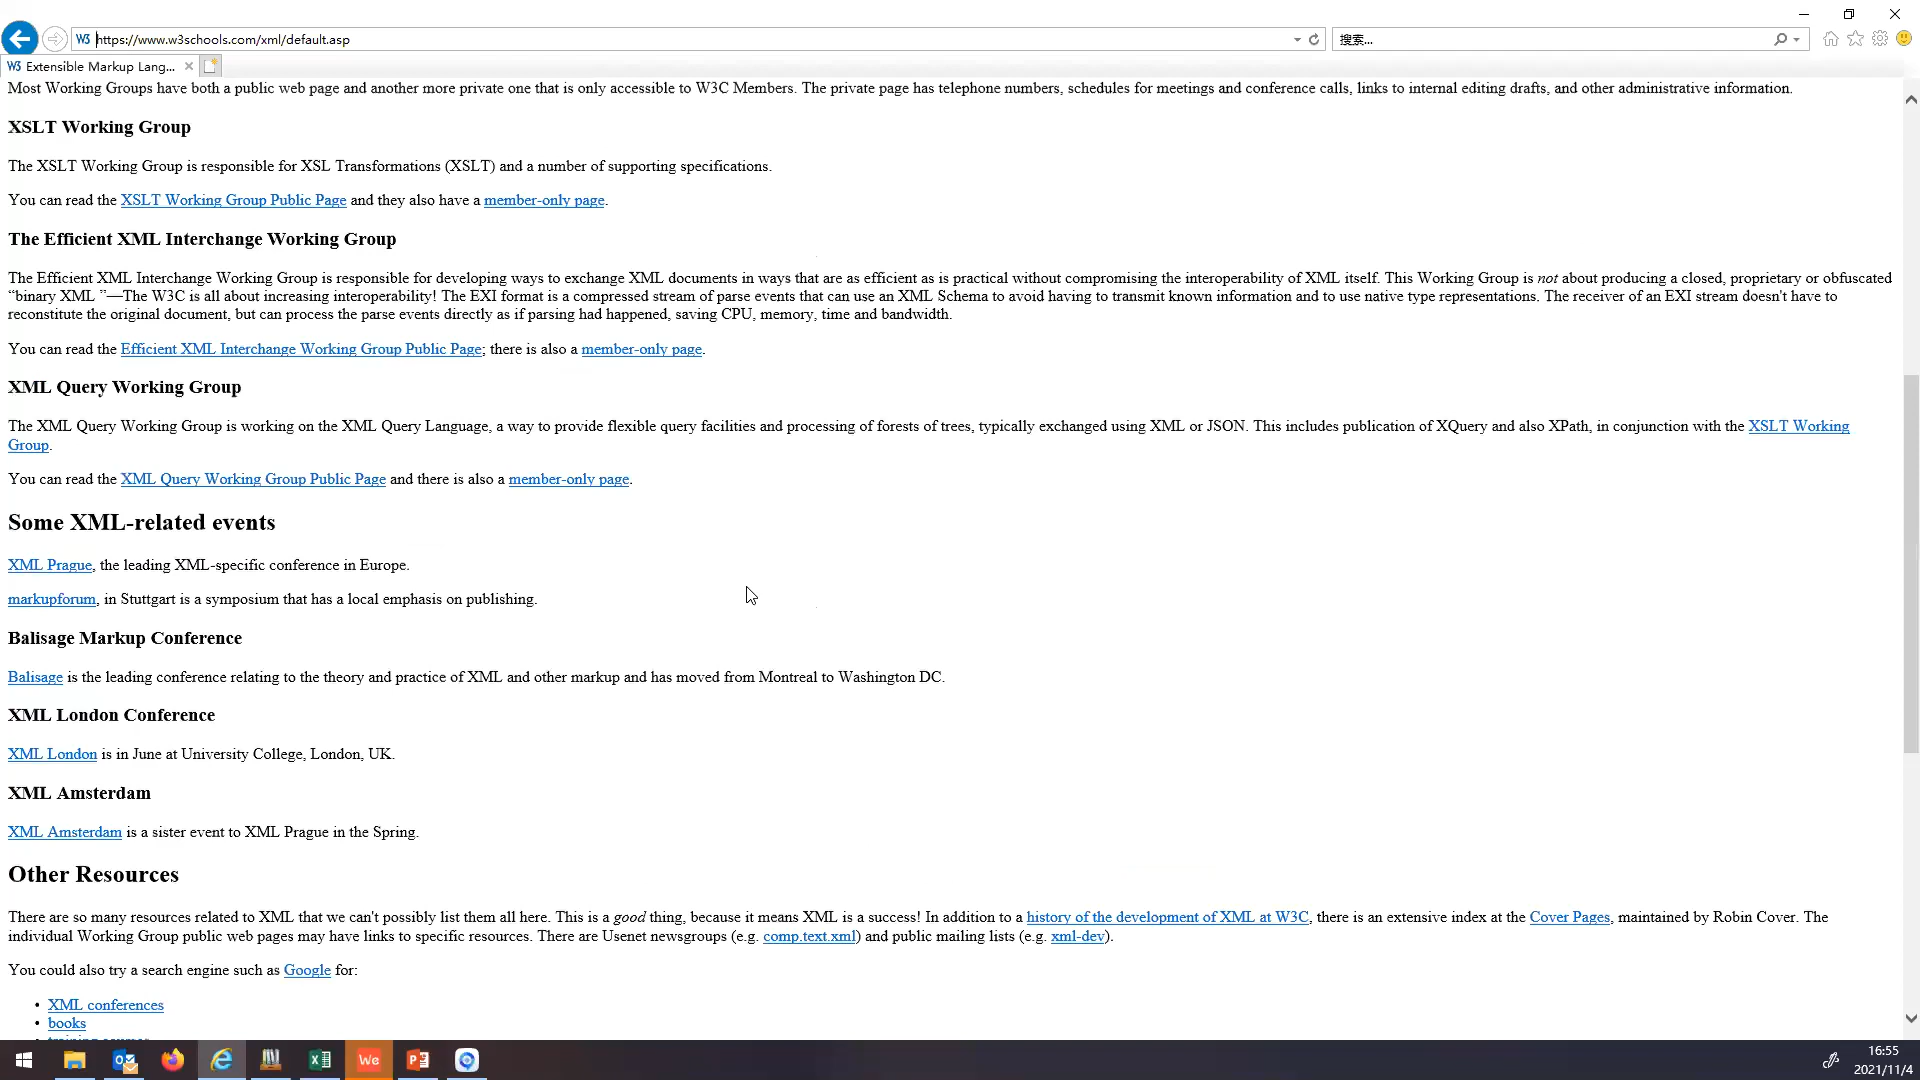 W3 https://www.w3schools.com/xml/default.asp
搜索...
W3 Extensible Markup Lang...
Most Working Groups have both a public web page and another more private one that is only accessible to W3C Members. The private page has telephone numbers, schedules for meetings and conference calls, links to internal editing drafts, and other administrative information.
XSLT Working Group
The XSLT Working Group is responsible for XSL Transformations (XSLT) and a number of supporting specifications.
You can read the XSLT Working Group Public Page and they also have a member-only page.
The Efficient XML Interchange Working Group
The Efficient XML Interchange Working Group is responsible for developing ways to exchange XML documents in ways that are as efficient as is practical without compromising the interoperability of XML itself. This Working Group is not about producing a closed, proprietary or obfuscated
“binary XML ”—The W3C is all about increasing interoperability! The EXI format is a compressed stream of parse events that can use an XML Schema to avoid having to transmit known information and to use native type representations. The receiver of an EXI stream doesn't have to
reconstitute the original document, but can process the parse events directly as if parsing had happened, saving CPU, memory, time and bandwidth.
You can read the Efficient XML Interchange Working Group Public Page; there is also a member-only page.
XML Query Working Group
The XML Query Working Group is working on the XML Query Language, a way to provide flexible query facilities and processing of forests of trees, typically exchanged using XML or JSON. This includes publication of XQuery and also XPath, in conjunction with the XSLT Working
Group.
You can read the XML Query Working Group Public Page and there is also a member-only page.
Some XML-related events
XML Prague, the leading XML-specific conference in Europe.
markupforum, in Stuttgart is a symposium that has a local emphasis on publishing.
Balisage Markup Conference
Balisage is the leading conference relating to the theory and practice of XML and other markup and has moved from Montreal to Washington DC.
XML London Conference
XML London is in June at University College, London, UK.
XML Amsterdam
XML Amsterdam is a sister event to XML Prague in the Spring.
Other Resources
There are so many resources related to XML that we can't possibly list them all here. This is a good thing, because it means XML is a success! In addition to a history of the development of XML at W3C, there is an extensive index at the Cover Pages, maintained by Robin Cover. The
individual Working Group public web pages may have links to specific resources. There are Usenet newsgroups (e.g. comp.text.xml) and public mailing lists (e.g. xml-dev).
You could also try a search engine such as Google for:
• XML conferences
• books
We
16:55
2021/11/4